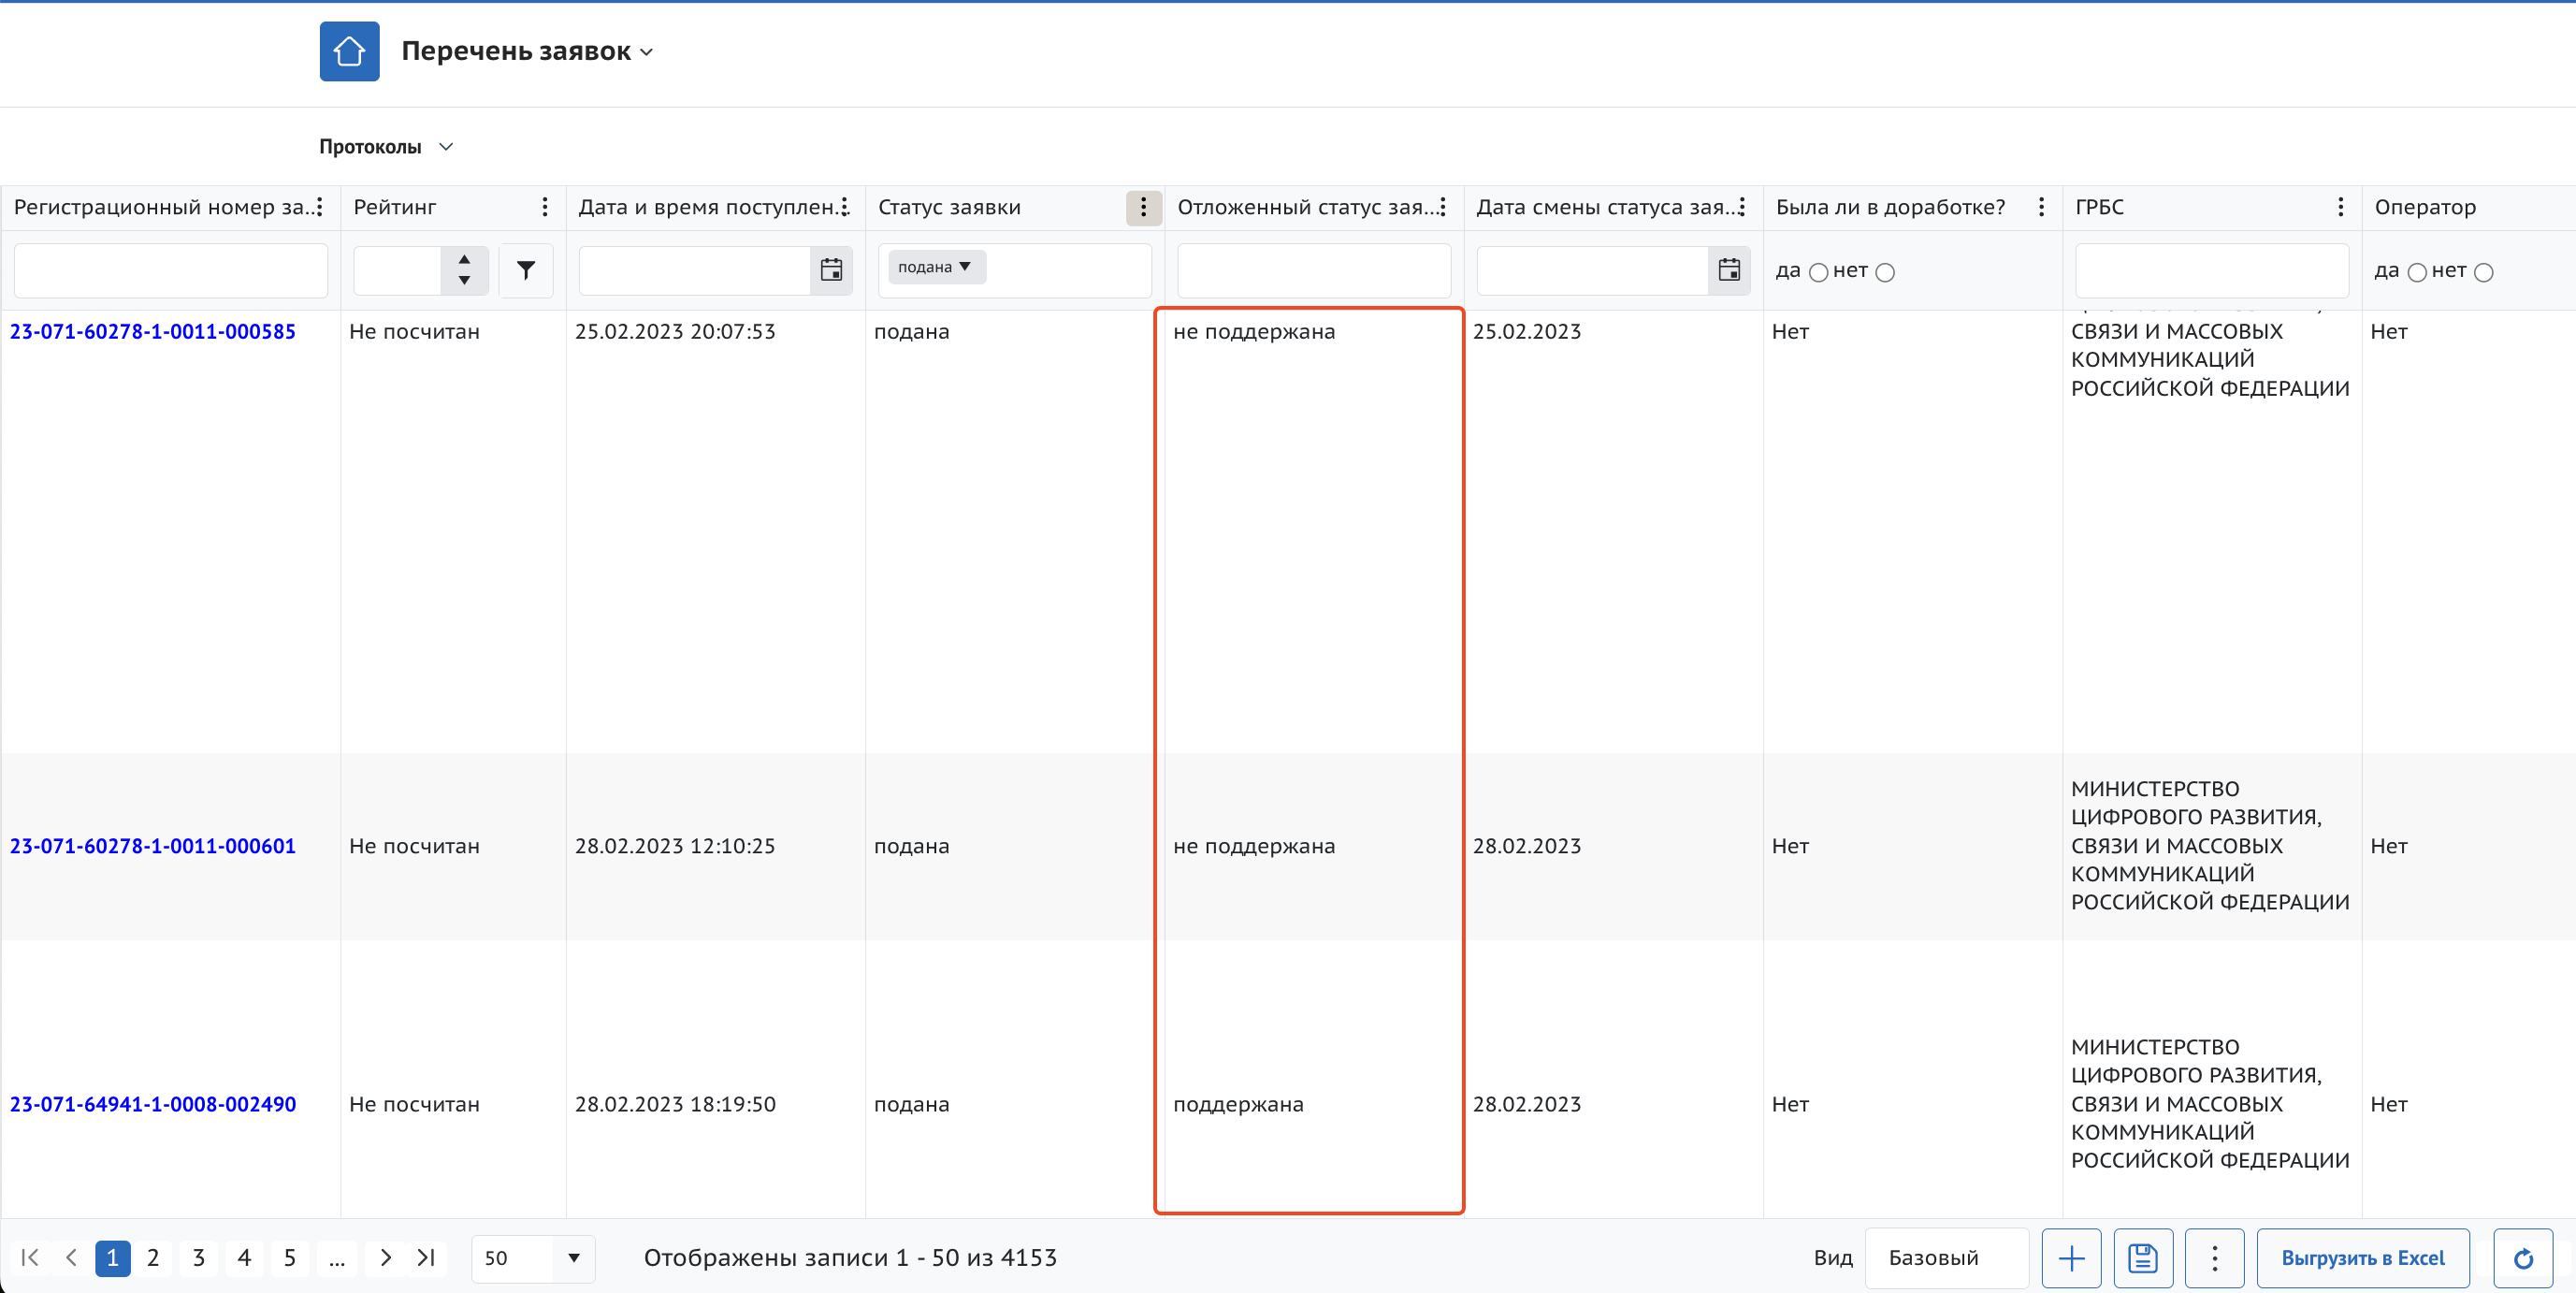 Перечень заявок
Протоколы
Регистрационный номер за...
Рейтинг
Дата и время поступлен...
Статус заявки
Отложенный статус зая...
Дата смены статуса зая...
Была ли в доработке?
ГРБС
Оператор
подана
да нет
да нет
23-071-60278-1-0011-000585
Не посчитан
25.02.2023 20:07:53
подана
не поддержана
25.02.2023
Нет
СВЯЗИ И МАССОВЫХ
КОММУНИКАЦИЙ
РОССИЙСКОЙ ФЕДЕРАЦИИ
Нет
23-071-60278-1-0011-000601
Не посчитан
28.02.2023 12:10:25
подана
не поддержана
28.02.2023
Нет
МИНИСТЕРСТВО
ЦИФРОВОГО РАЗВИТИЯ,
СВЯЗИ И МАССОВЫХ
КОММУНИКАЦИЙ
РОССИЙСКОЙ ФЕДЕРАЦИИ
Нет
23-071-64941-1-0008-002490
Не посчитан
28.02.2023 18:19:50
подана
поддержана
28.02.2023
Нет
МИНИСТЕРСТВО
ЦИФРОВОГО РАЗВИТИЯ,
СВЯЗИ И МАССОВЫХ
КОММУНИКАЦИЙ
РОССИЙСКОЙ ФЕДЕРАЦИИ
Нет
1 2 3 4 5 ...
50
Отображены записи 1 - 50 из 4153
Вид
Базовый
Выгрузить в Excel